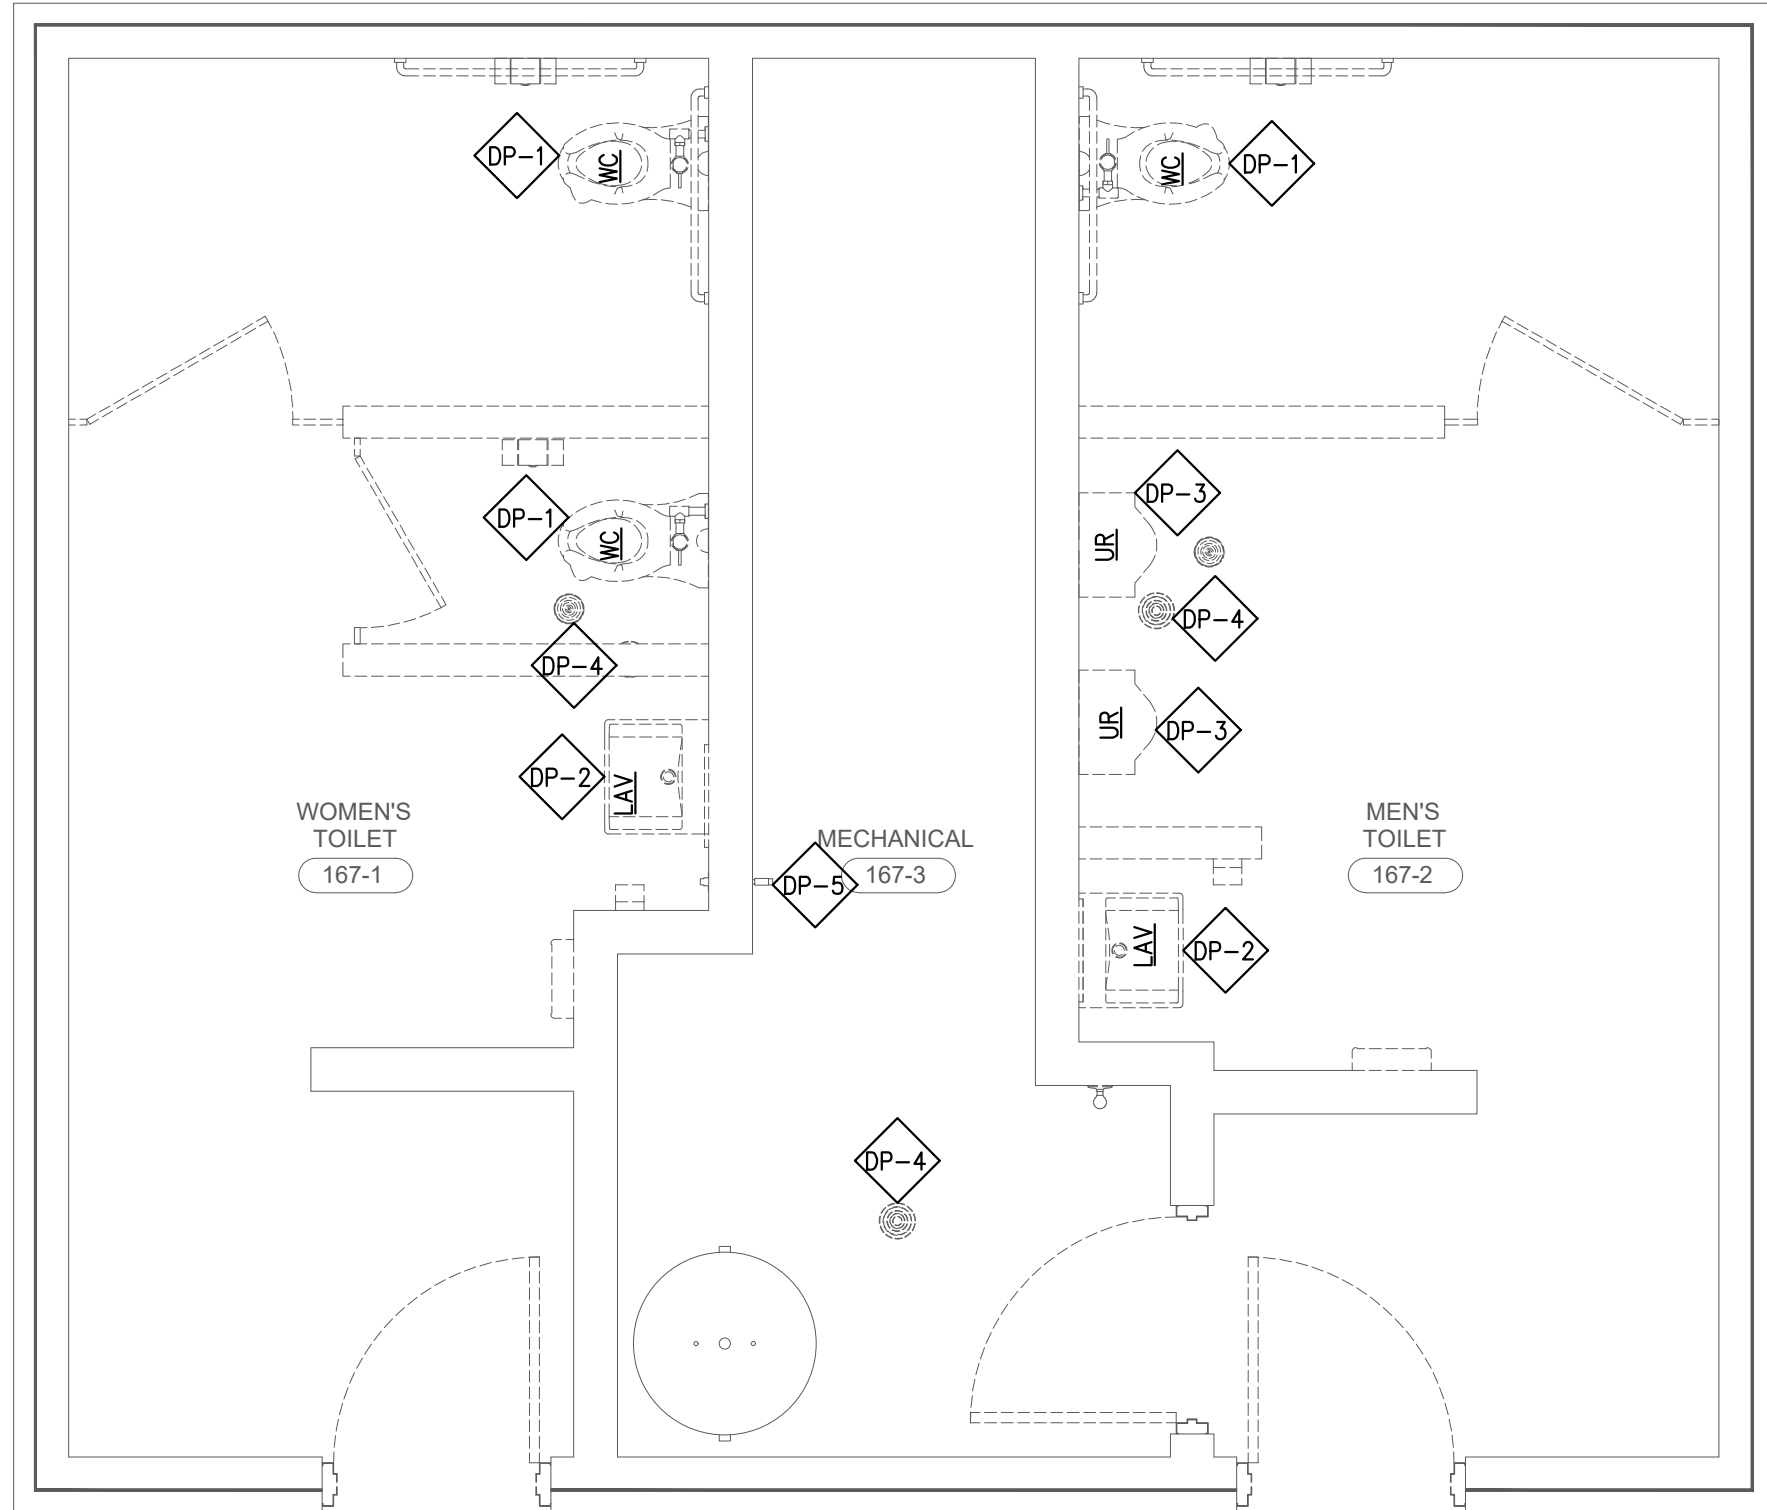 DP-1
WC
WC
DP-1
DP-1
WC
DP-3
UR
DP-4
DP-4
DP-2
LAV
UR
DP-3
WOMEN'S
TOILET
167-1
MECHANICAL
167-3
DP-5
MEN'S
TOILET
167-2
LAV
DP-2
DP-4